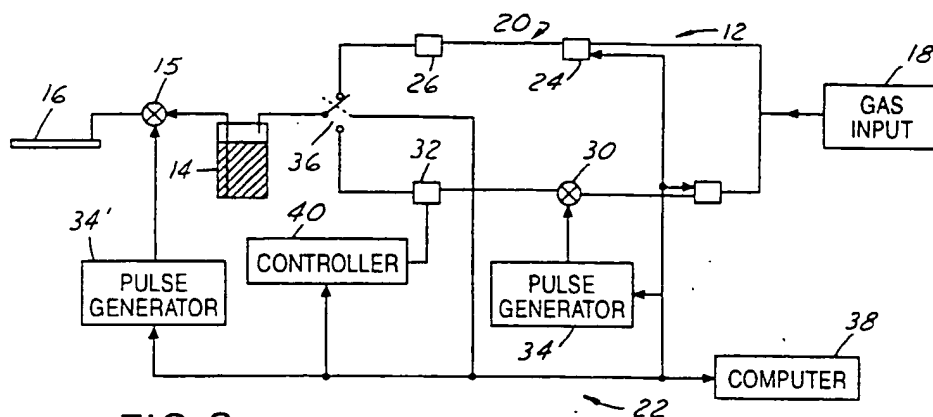 20
12
15
18
16
26
24
GAS
INPUT
36
32
30
14
34'
40
CONTROLLER
PULSE
GENERATOR
PULSE
GENERATOR
34
38
COMPUTER
22